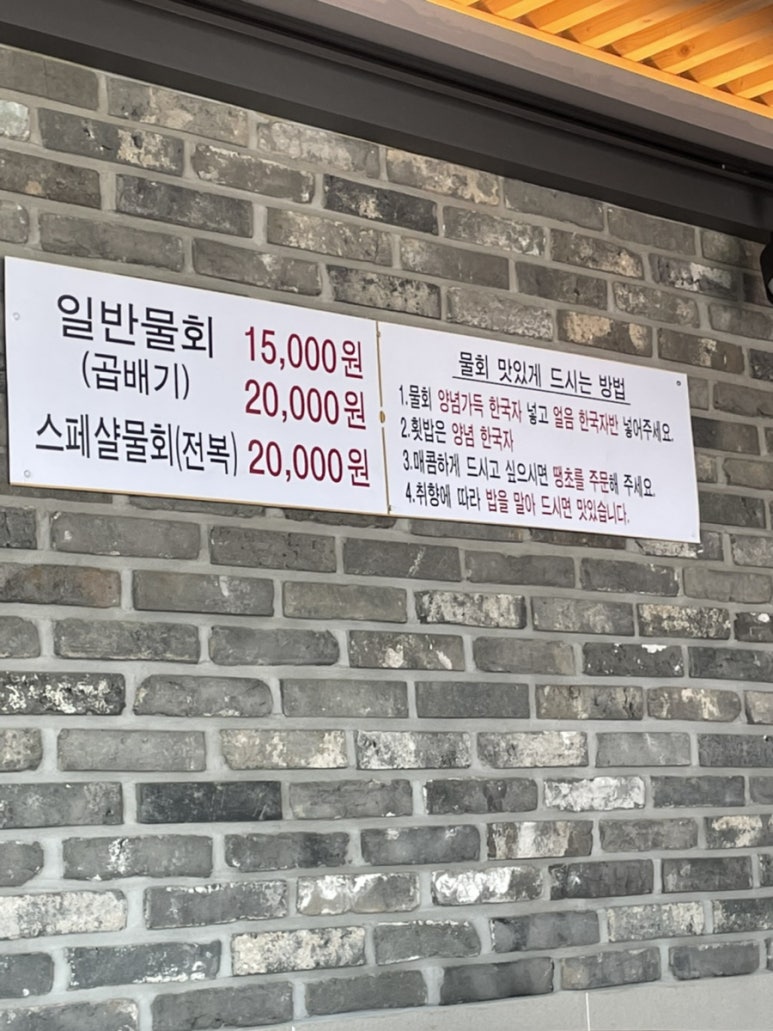 일반물회 15,000원
(곱배기) 20,000원
스페샬물회(전복) 20,000원
물회 맛있게 드시는 방법
1.물회 양념가득 한국자 넣고 얼음 한국자반 넣어주세요.
2.횟밥은 양념 한국자
3.매콤하게 드시고 싶으시면 땡초를 주문해 주세요.
4.취향에 따라 밥을 말아 드시면 맛있습니다.